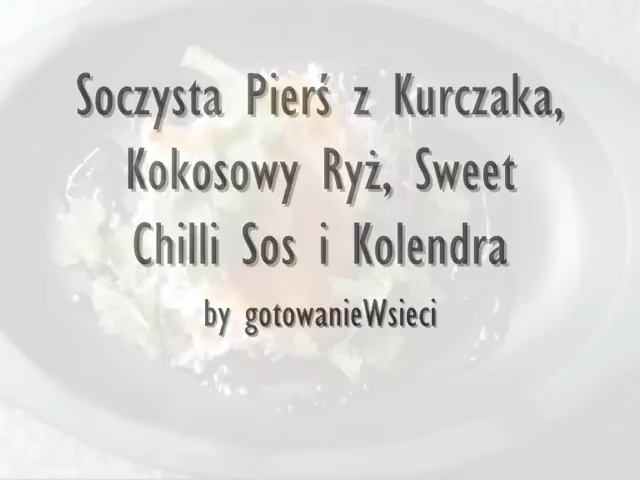 Soczysta Pierś z Kurczaka,
Kokosowy Ryż, Sweet
Chilli Sos i Kolendra
by gotowanieWsieci